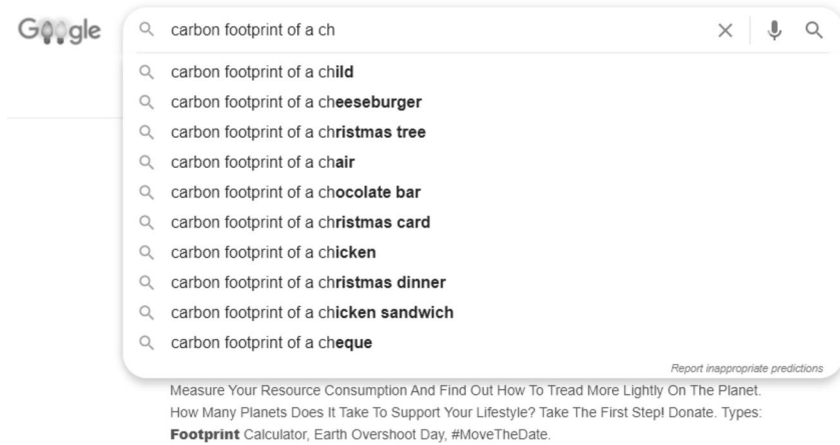 Google
carbon footprint of a ch
carbon footprint of a child
carbon footprint of a cheeseburger
carbon footprint of a christmas tree
carbon footprint of a chair
carbon footprint of a chocolate bar
carbon footprint of a christmas card
carbon footprint of a chicken
carbon footprint of a christmas dinner
carbon footprint of a chicken sandwich
carbon footprint of a cheque
Report inappropriate predictions
Measure Your Resource Consumption And Find Out How To Tread More Lightly On The Planet.
How Many Planets Does It Take To Support Your Lifestyle? Take The First Step! Donate. Types:
Footprint Calculator, Earth Overshoot Day, #MoveTheDate.